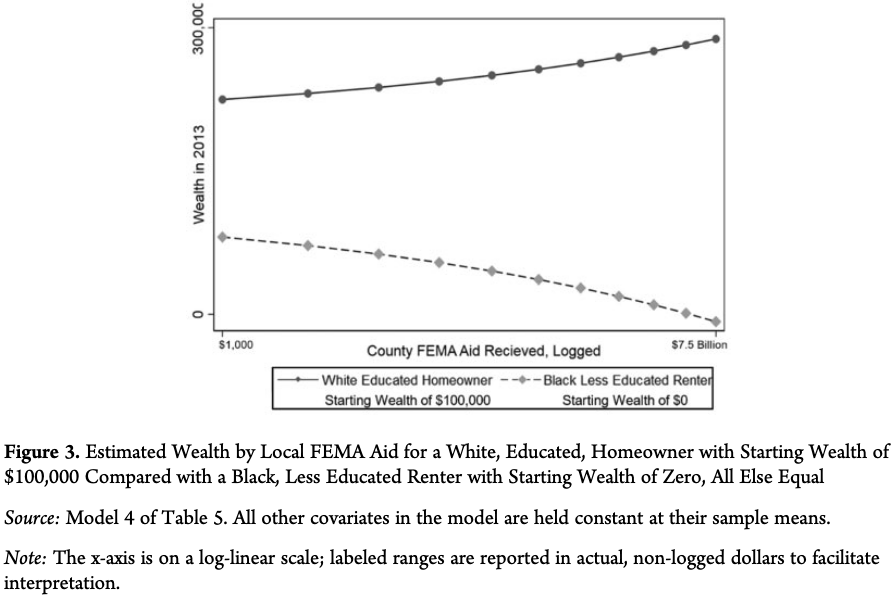 300,000
Wealth in 2013
0
$1,000
$7.5 Billion
County FEMA Aid Recieved, Logged
White Educated Homeowner
Black Less Educated Renter
Starting Wealth of $100,000
Starting Wealth of $0
Figure 3. Estimated Wealth by Local FEMA Aid for a White, Educated, Homeowner with Starting Wealth of
$100,000 Compared with a Black, Less Educated Renter with Starting Wealth of Zero, All Else Equal
Source: Model 4 of Table 5. All other covariates in the model are held constant at their sample means.
Note: The x-axis is on a log-linear scale; labeled ranges are reported in actual, non-logged dollars to facilitate
interpretation.